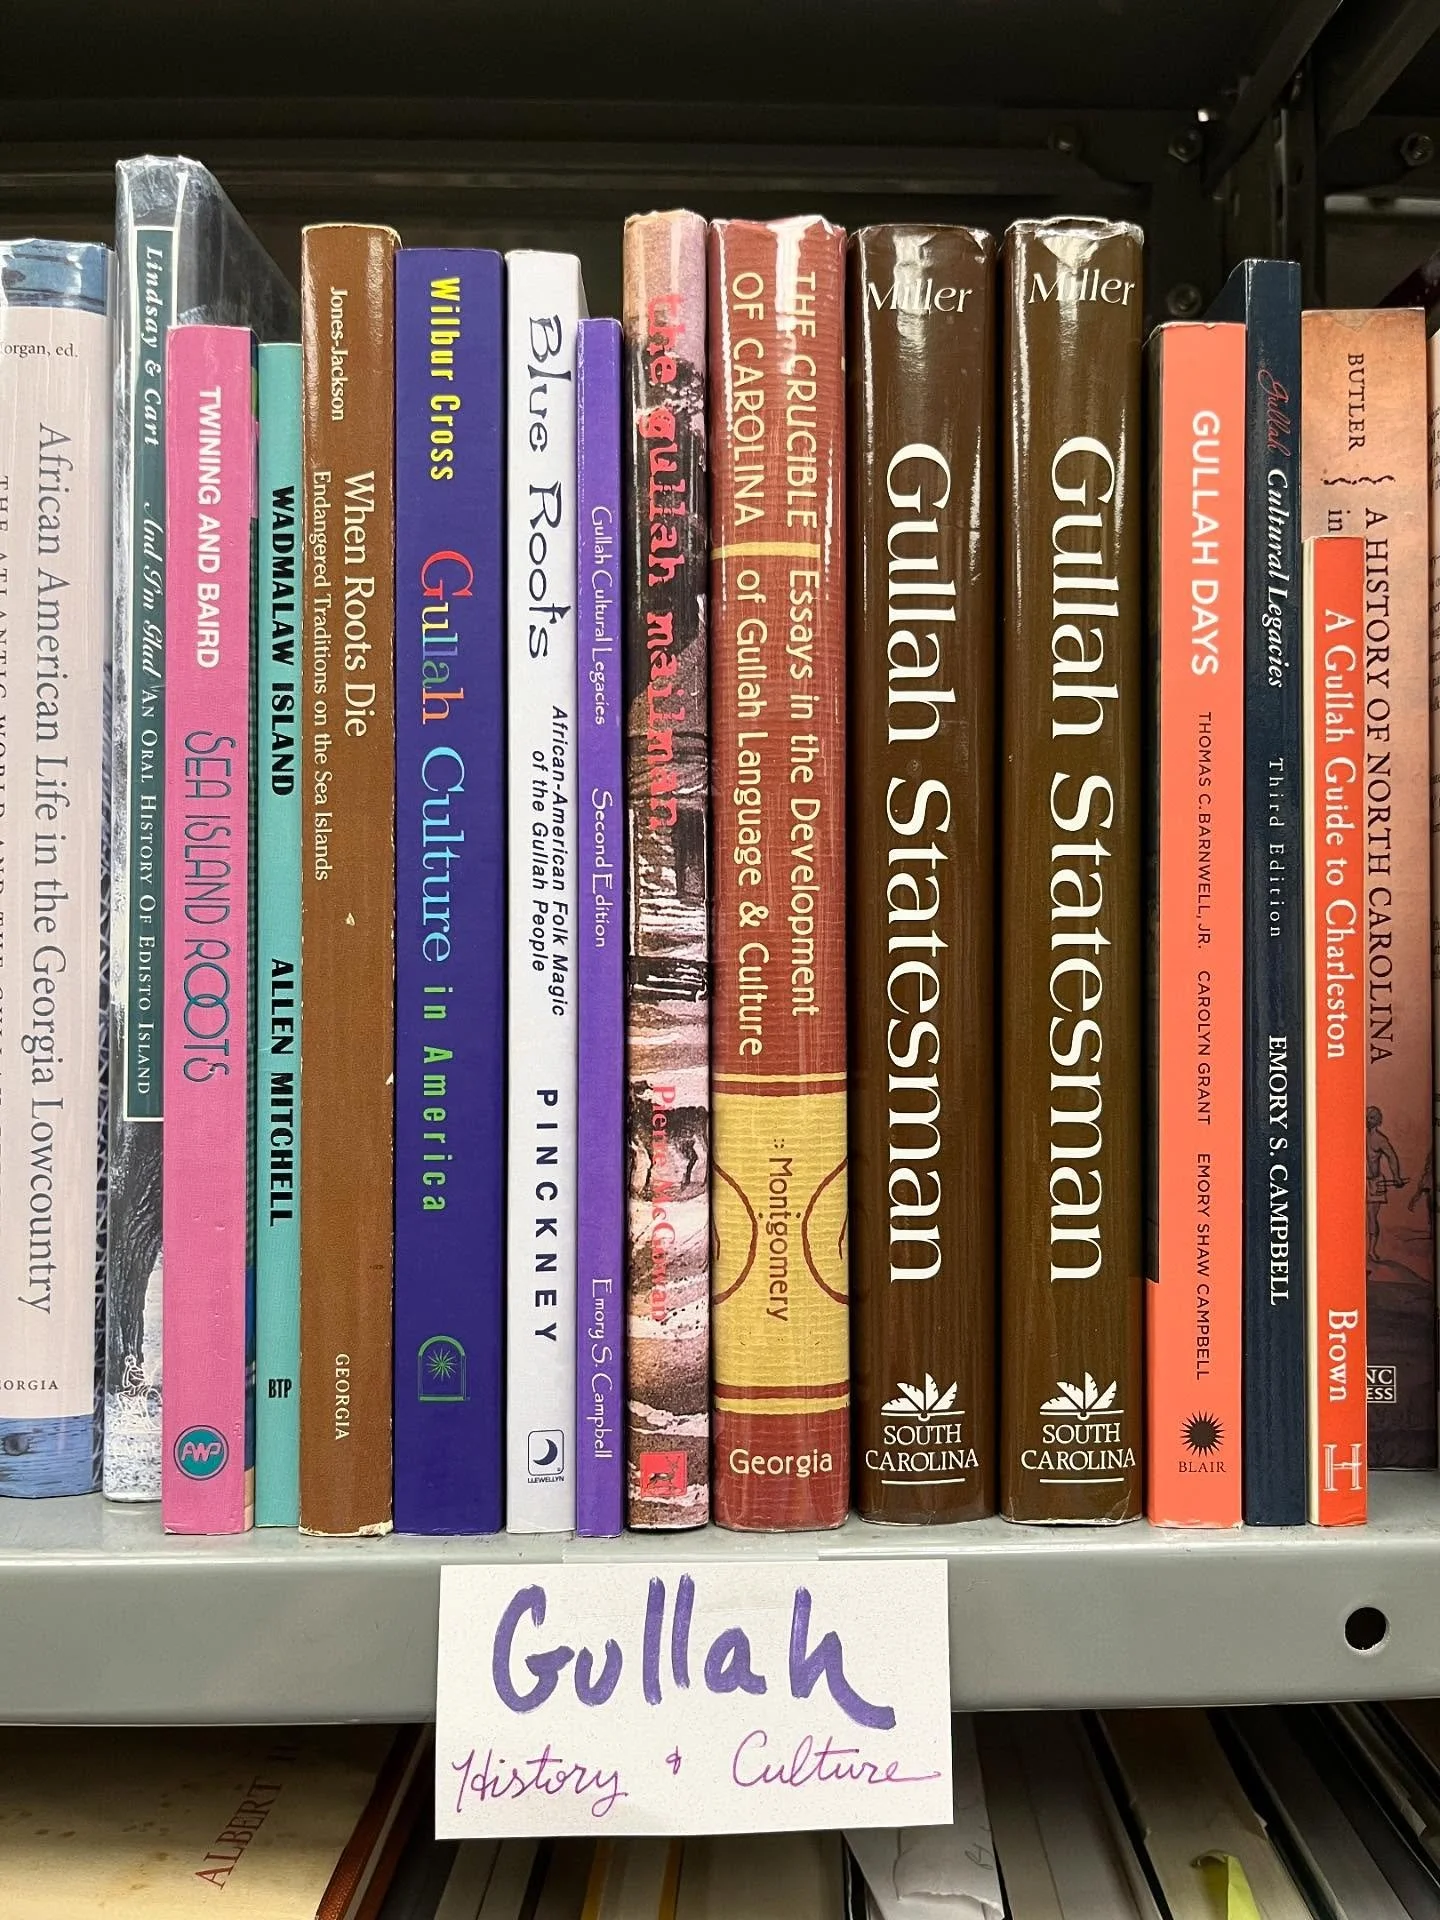 African American Life in the Georgia Lowcountry
Lindsay & Cart And I'm Glad AN ORAL HISTORY OF EDISTO ISLAND
TWINING AND BAIRD SEA ISLAND ROOTS
AWP
WADMALAW ISLAND ALLEN MITCHELL BTP
Jones-Jackson When Roots Die
Endangered Traditions on the Sea Islands
GEORGIA
Wilbur Cross Gullah Culture in America
Blue Roots African-American Folk Magic
of the Gullah People
PINCKNEY
LLEWELLYN
Gullah Cultural Legacies Second Edition Emory S. Campbell
the gullah mailman Pierre McGowan
THE CRUCIBLE
OF CAROLINA
Essays in the Development
of Gullah Language & Culture
:: Montgomery
Georgia
Miller
Gullah Statesman
SOUTH
CAROLINA
Miller
Gullah Statesman
SOUTH
CAROLINA
GULLAH DAYS THOMAS C. BARNWELL, JR. CAROLYN GRANT EMORY SHAW CAMPBELL
BLAIR
Gullah Cultural Legacies Third Edition EMORY S. CAMPBELL
BUTLER
A HISTORY OF NORTH CAROLINA
in
A Gullah Guide to Charleston Brown
H
Gullah
History & Culture
ALBERT